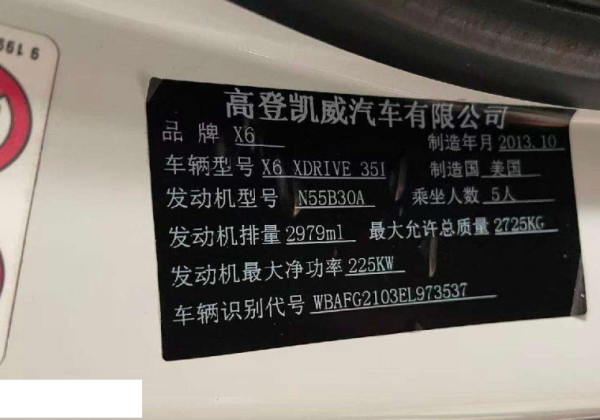 9 199
高登凯威汽车有限公司
品 牌 X6 制造年月 2013.10
车辆型号 X6 XDRIVE 35I 制造国 美国
发动机型号 N55B30A 乘坐人数 5人
发动机排量 2979ml 最大允许总质量 2725KG
发动机最大净功率 225KW
车辆识别代号 WBAFG2103EL973537